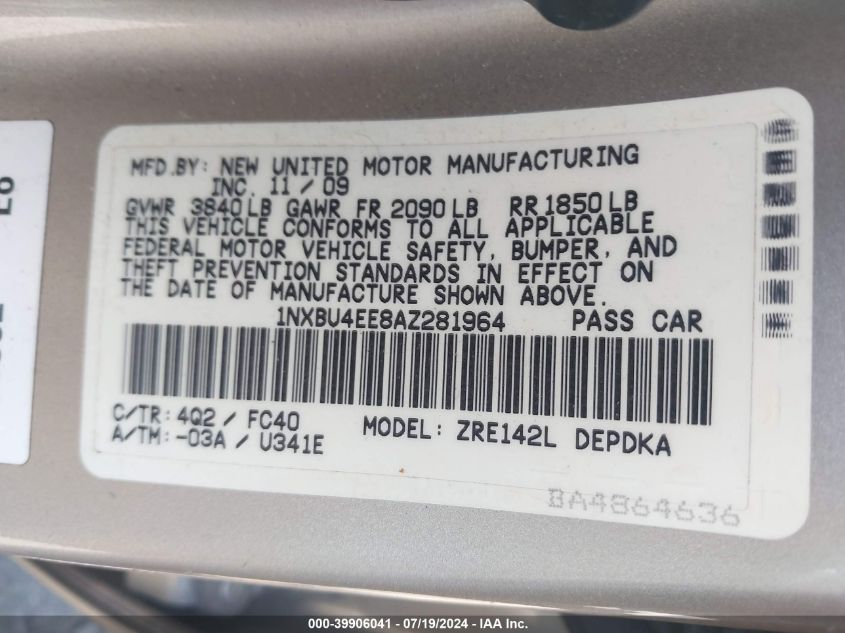 MFD.BY: NEW UNITED MOTOR MANUFACTURING
INC. 11 / 09
GVWR 3840 LB GAWR FR 2090 LB RR 1850 LB
THIS VEHICLE CONFORMS TO ALL APPLICABLE
FEDERAL MOTOR VEHICLE SAFETY, BUMPER, AND
THEFT PREVENTION STANDARDS IN EFFECT ON
THE DATE OF MANUFACTURE SHOWN ABOVE.
1NXBU4EE8AZ281964 PASS CAR
C/TR: 4Q2 / FC40
A/TM: -03A / U341E
MODEL: ZRE142L DEPDKA
BA4864636
000-39906041 - 07/19/2024 - IAA Inc.